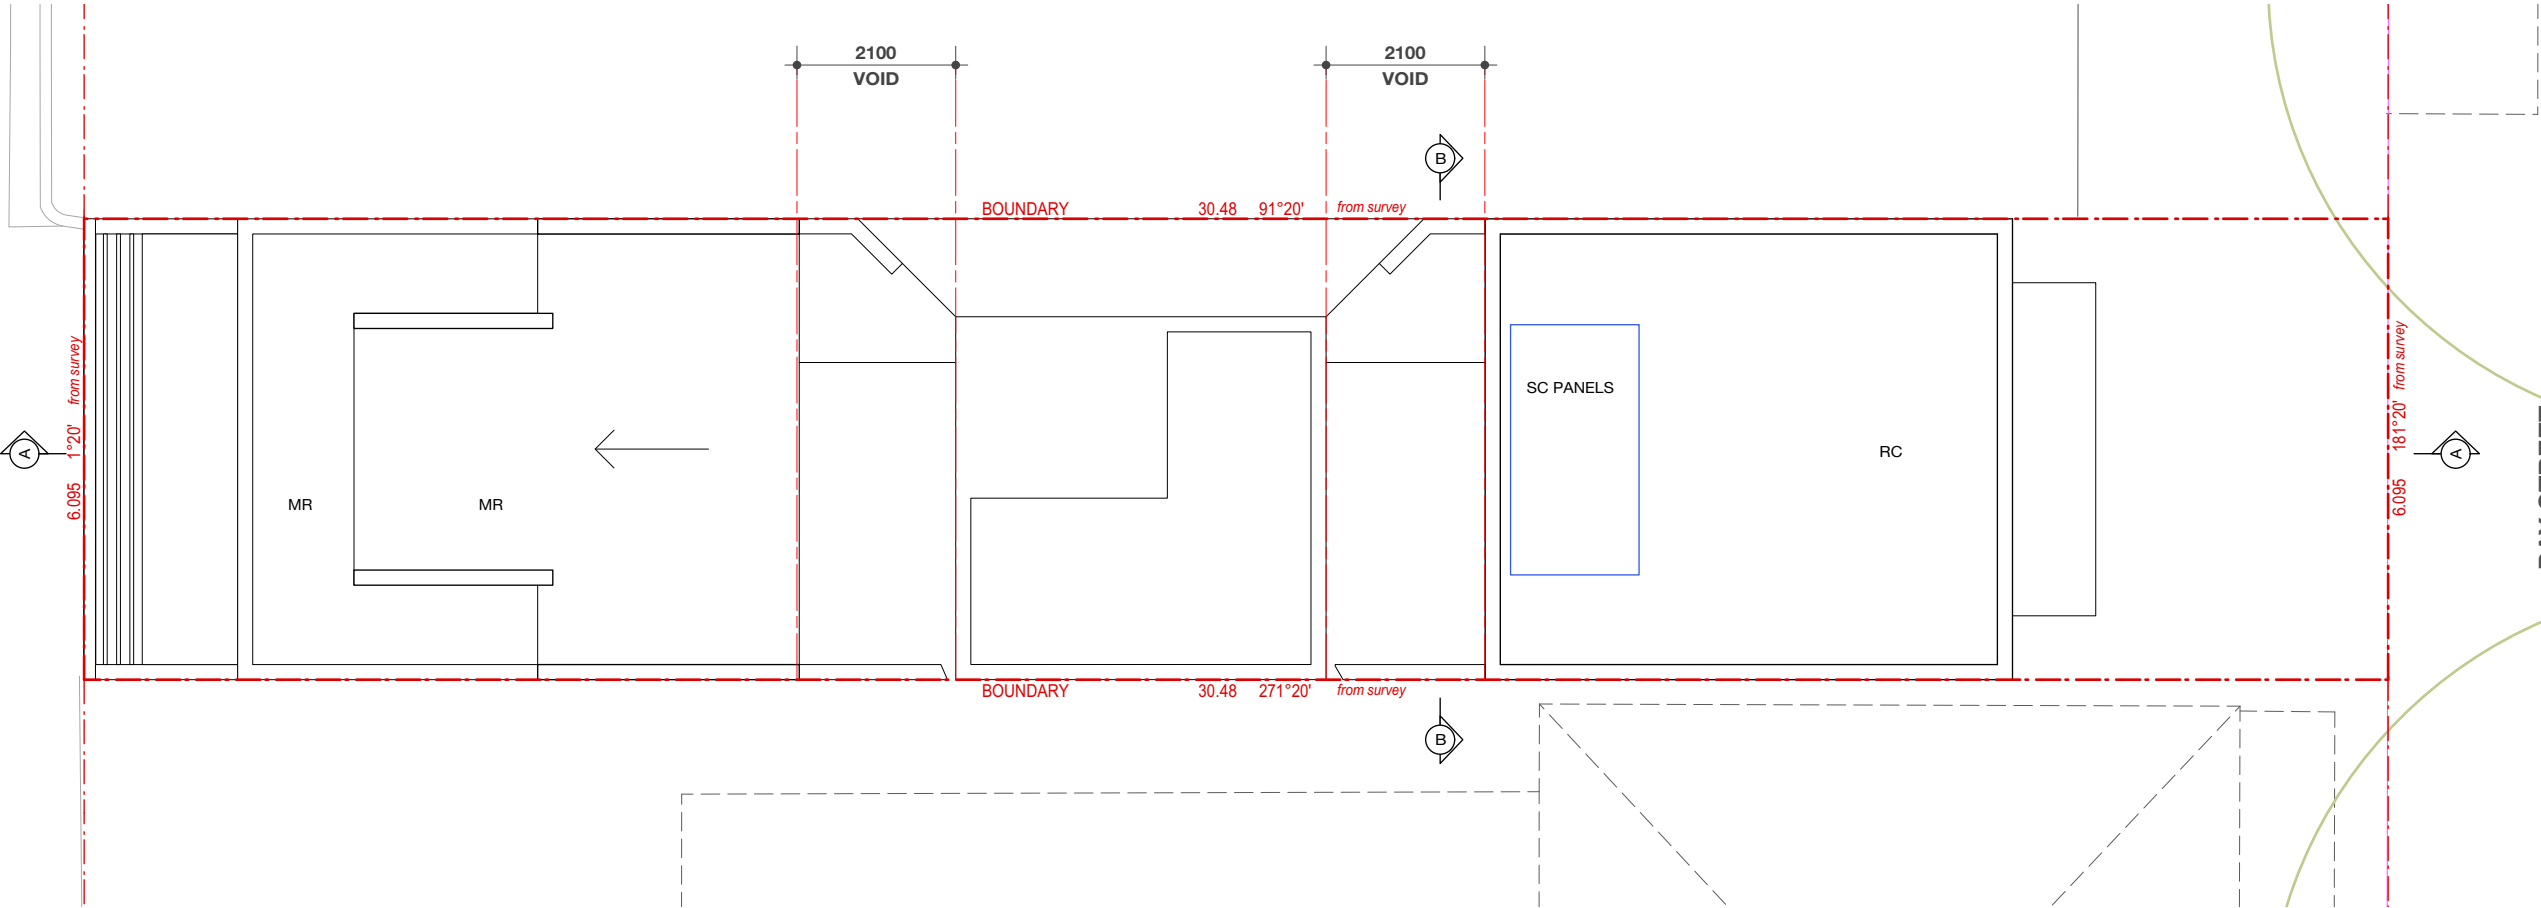 2100
VOID
2100
VOID
B
BOUNDARY 30.48 91°20' from survey
6.095 1°20' from survey
6.095 181°20' from survey
SC PANELS
A
RC
A
MR
MR
BOUNDARY 30.48 271°20' from survey
B